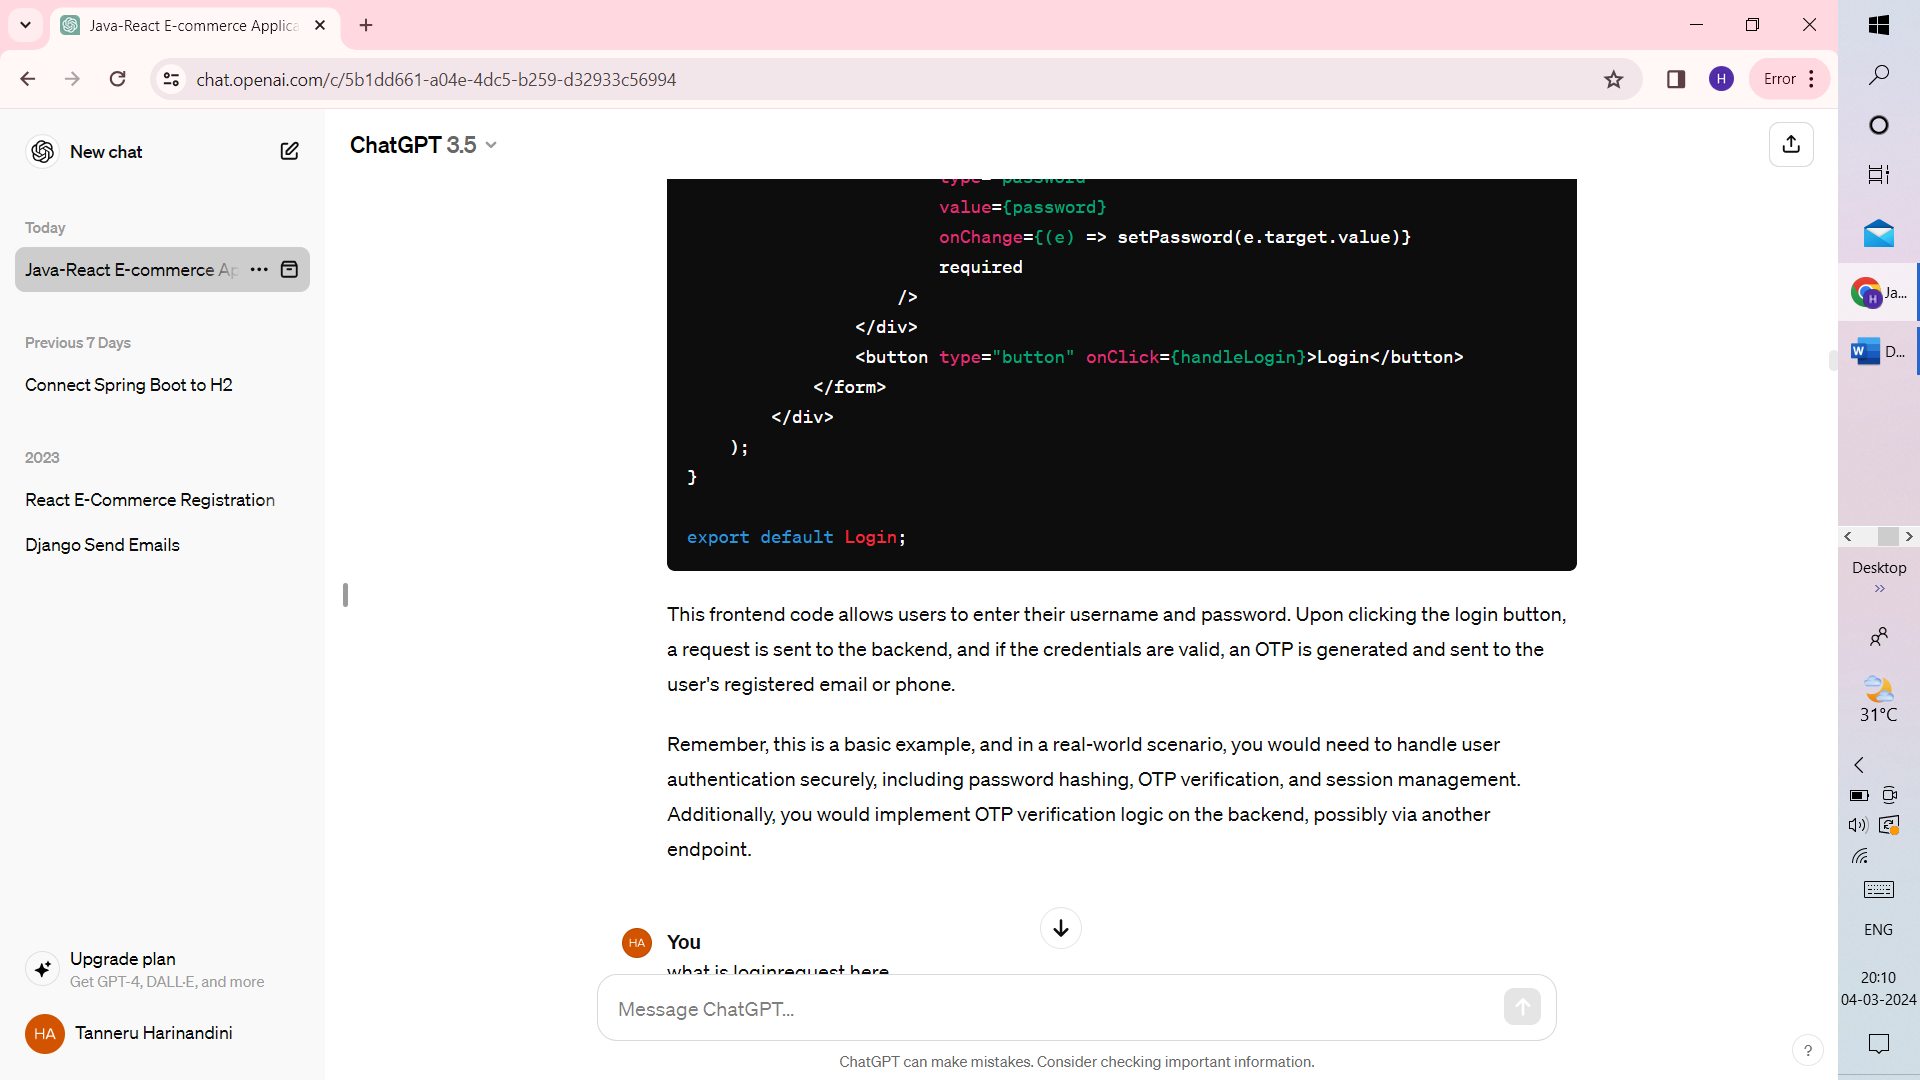 Java-React E-commerce Applica
chat.openai.com/c/5b1dd661-a04e-4dc5-b259-d32933c56994
H
Error
New chat
Today
Java-React E-commerce Ap
Previous 7 Days
Connect Spring Boot to H2
2023
React E-Commerce Registration
Django Send Emails
Upgrade plan
Get GPT-4, DALL·E, and more
HA
Tanneru Harinandini
ChatGPT 3.5
type="password"
value={password}
onChange={(e) => setPassword(e.target.value)}
required
/>
</div>
<button type="button" onClick={handleLogin}>Login</button>
</form>
</div>
);
}
export default Login;
This frontend code allows users to enter their username and password. Upon clicking the login button,
a request is sent to the backend, and if the credentials are valid, an OTP is generated and sent to the
user's registered email or phone.
Remember, this is a basic example, and in a real-world scenario, you would need to handle user
authentication securely, including password hashing, OTP verification, and session management.
Additionally, you would implement OTP verification logic on the backend, possibly via another
endpoint.
HA
You
what is loginrequest here
Message ChatGPT...
ChatGPT can make mistakes. Consider checking important information.
?
H
Ja...
W
D...
Desktop
31°C
ENG
20:10
04-03-2024